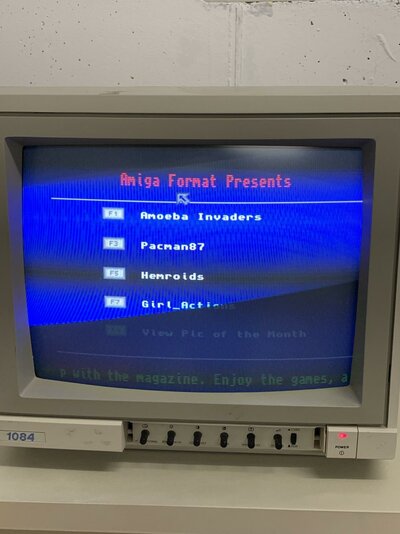 Amiga Format Presents
F1 Amoeba Invaders
F3 Pacman87
F5 Hemroids
F7 Girl_Actions
View Pic of the Month
p with the magazine. Enjoy the games, a
1084
POWER